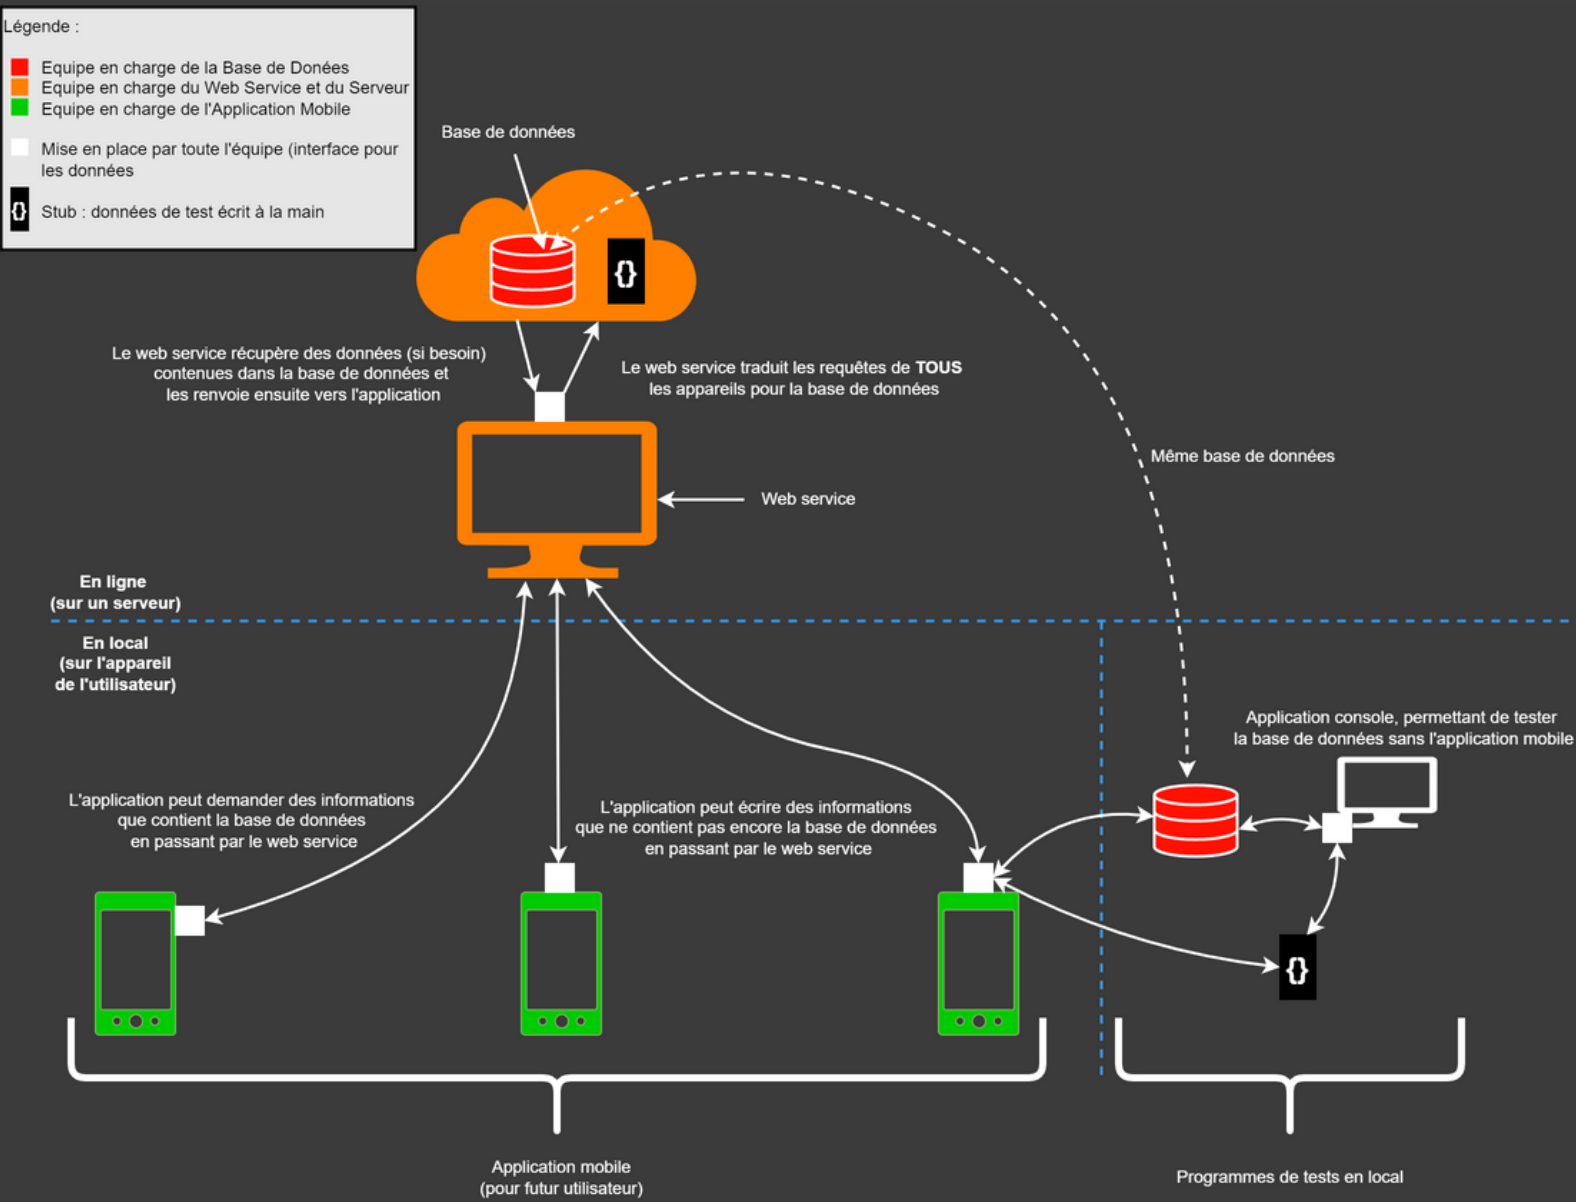 Légende :
Equipe en charge de la Base de Donées
Equipe en charge du Web Service et du Serveur
Equipe en charge de l'Application Mobile
Mise en place par toute l'équipe (interface pour
les données
{}
Stub : données de test écrit à la main
Base de données
{}
Le web service récupère des données (si besoin)
contenues dans la base de données et
les renvoie ensuite vers l'application
Le web service traduit les requêtes de TOUS
les appareils pour la base de données
Même base de données
Web service
En ligne
(sur un serveur)
En local
(sur l'appareil
de l'utilisateur)
Application console, permettant de tester
la base de données sans l'application mobile
L'application peut demander des informations
que contient la base de données
en passant par le web service
L'application peut écrire des informations
que ne contient pas encore la base de données
en passant par le web service
{}
Application mobile
(pour futur utilisateur)
Programmes de tests en local